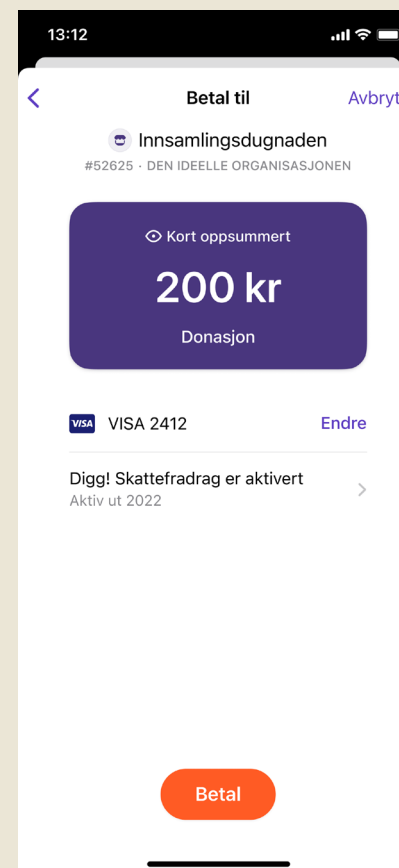 13:12
Betal til
Avbryt
Innsamlingsdugnaden
#52625 · DEN IDEELLE ORGANISASJONEN
Kort oppsummert
200 kr
Donasjon
VISA VISA 2412
Endre
Digg! Skattefradrag er aktivert
Aktiv ut 2022
Betal